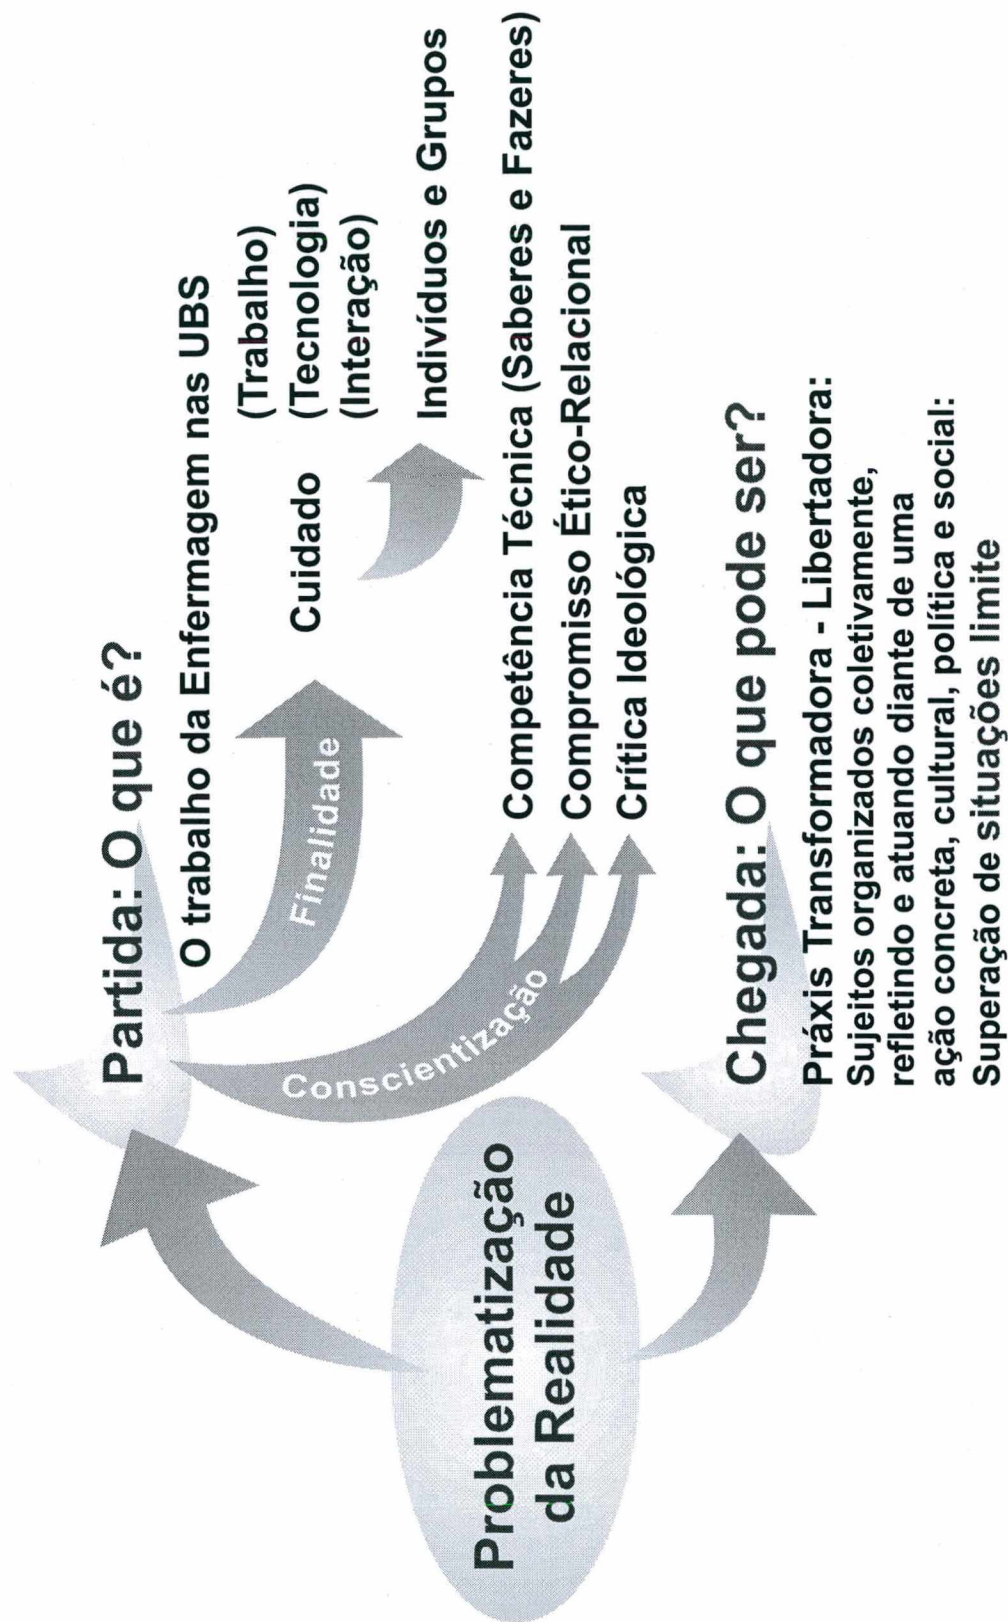 Partida: O que é?
O trabalho da Enfermagem nas UBS
Finalidade
Cuidado
(Trabalho)
(Tecnologia)
(Interação)
Indivíduos e Grupos
Conscientização
Competência Técnica (Saberes e Fazeres)
Compromisso Ético-Relacional
Crítica Ideológica
Problematização
da Realidade
Chegada: O que pode ser?
Práxis Transformadora - Libertadora:
Sujeitos organizados coletivamente,
refletindo e atuando diante de uma
ação concreta, cultural, política e social:
Superação de situações limite